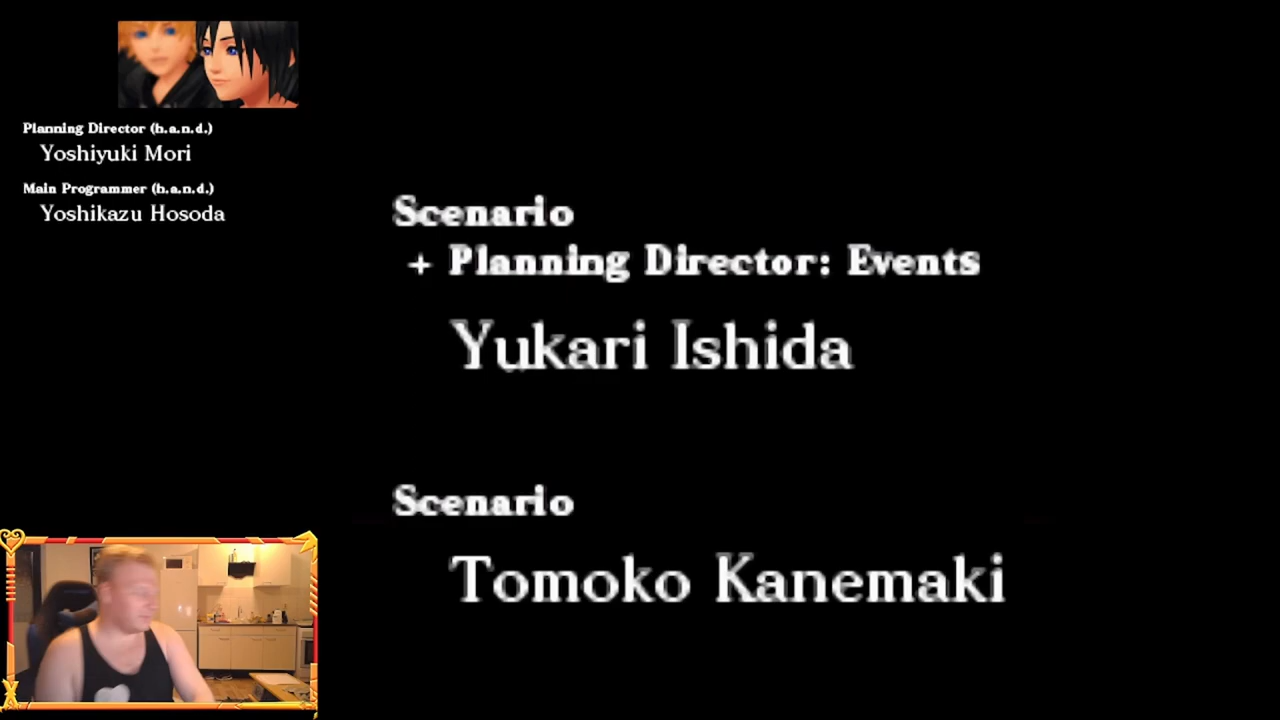 Planning Director (h.a.n.d.)
Yoshiyuki Mori
Main Programmer (h.a.n.d.)
Yoshikazu Hosoda
Scenario
+ Planning Director: Events
Yukari Ishida
Scenario
Tomoko Kanemaki